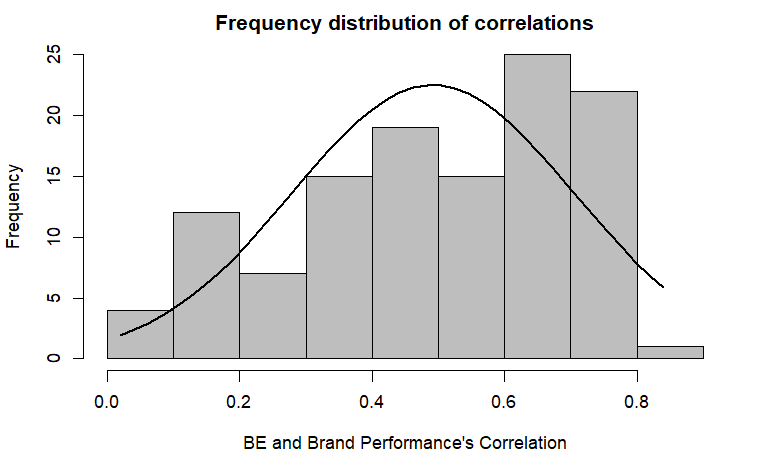 Frequency distribution of correlations
25
20
15
10
5
0
Frequency
0.0 0.2 0.4 0.6 0.8
BE and Brand Performance's Correlation